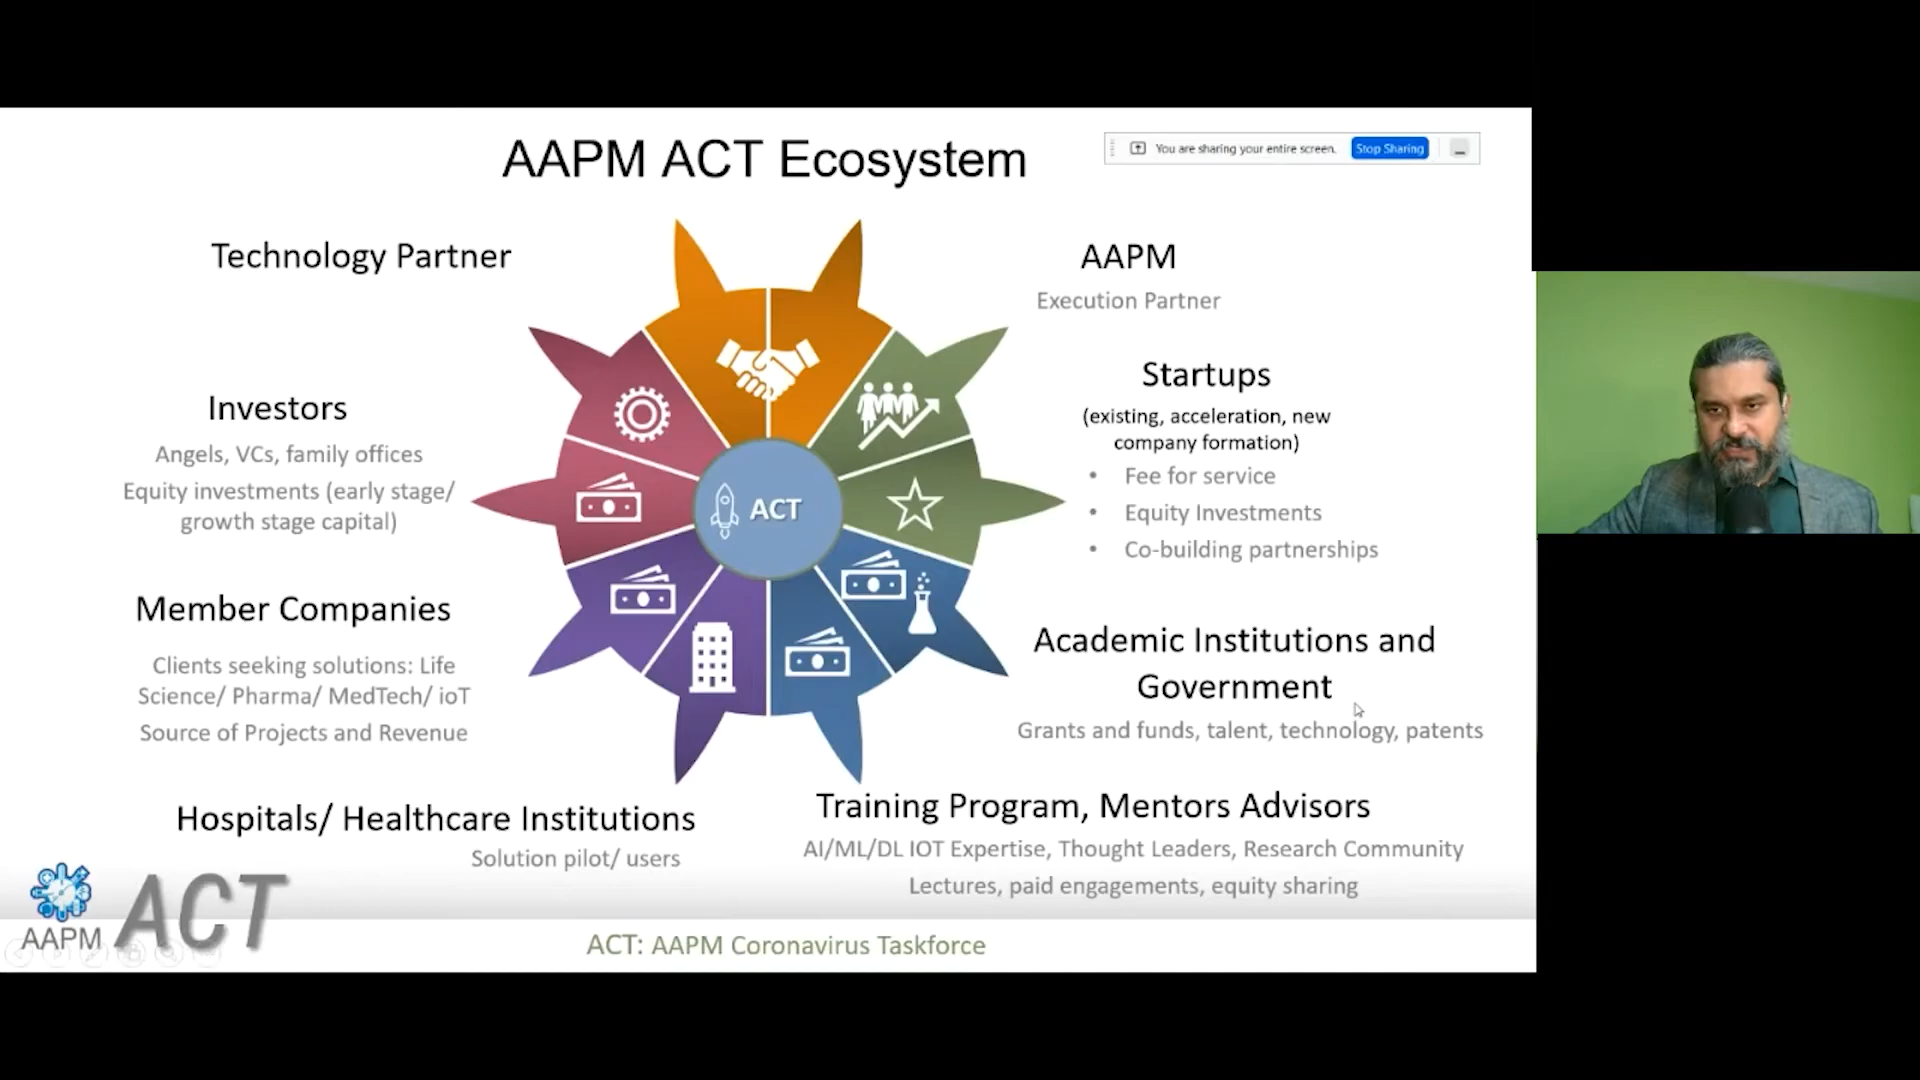 AAPM ACT Ecosystem
You are sharing your entire screen.
Stop Sharing
Technology Partner
AAPM
Execution Partner
Investors
Angels, VCs, family offices
Equity investments (early stage/
growth stage capital)
Startups
(existing, acceleration, new
company formation)
• Fee for service
• Equity Investments
• Co-building partnerships
ACT
Member Companies
Clients seeking solutions: Life
Science/ Pharma/ MedTech/ ioT
Source of Projects and Revenue
Academic Institutions and
Government
Grants and funds, talent, technology, patents
Hospitals/ Healthcare Institutions
Solution pilot/ users
Training Program, Mentors Advisors
AI/ML/DL IOT Expertise, Thought Leaders, Research Community
Lectures, paid engagements, equity sharing
AAPM ACT
ACT: AAPM Coronavirus Taskforce